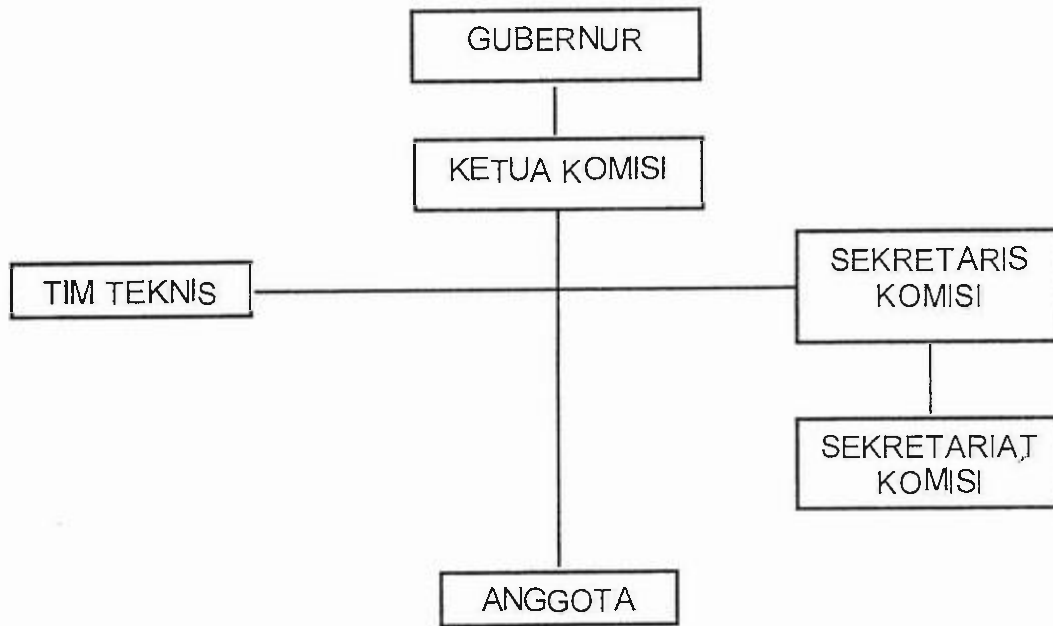 GUBERNUR
KETUA KOMISI
TIM TEKNIS
SEKRETARIS
KOMISI
SEKRETARIAT
KOMISI
ANGGOTA